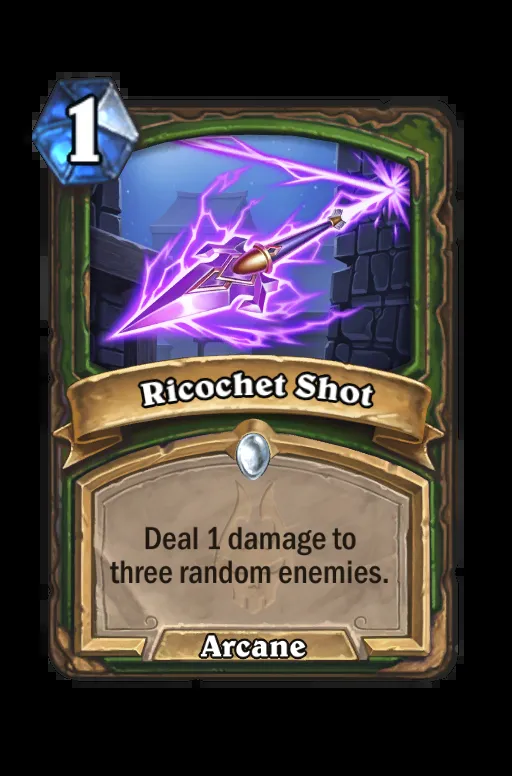 1
Ricochet Shot
Deal 1 damage to
three random enemies.
Arcane